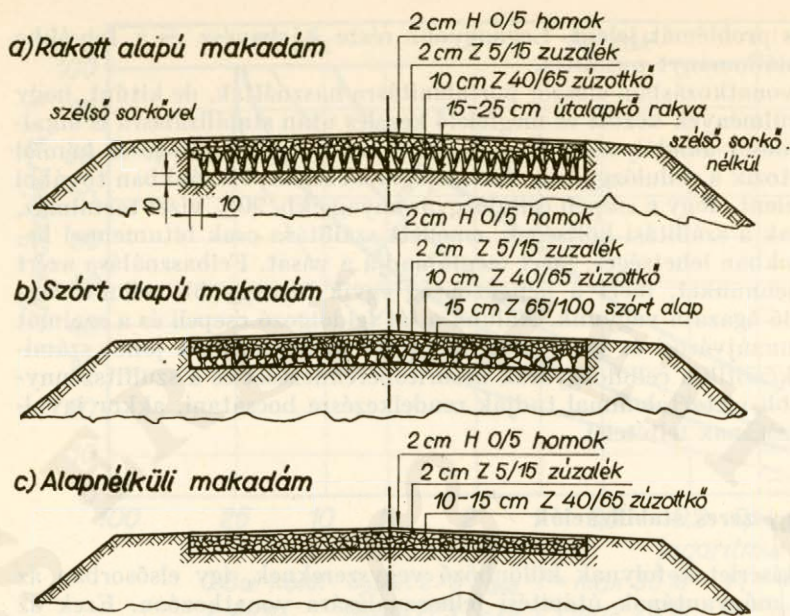 2 cm H 0/5 homok
a) Rakott alapú makadám
2 cm Z 5/15 zuzalék
10 cm Z 40/65 zúzottkő
szélső sorkővel
15-25 cm útalapkő rakva
szélső sorkő
nélkül
10
10
2 cm H 0/5 homok
2 cm Z 5/15 zúzalék
10 cm Z 40/65 zúzottkő
b) Szórt alapú makadám
15 cm Z 65/100 szórt alap
2 cm H 0/5 homok
c) Alapnélküli makadám
2 cm Z 5/15 zúzalék
10-15 cm Z 40/65 zúzottkő